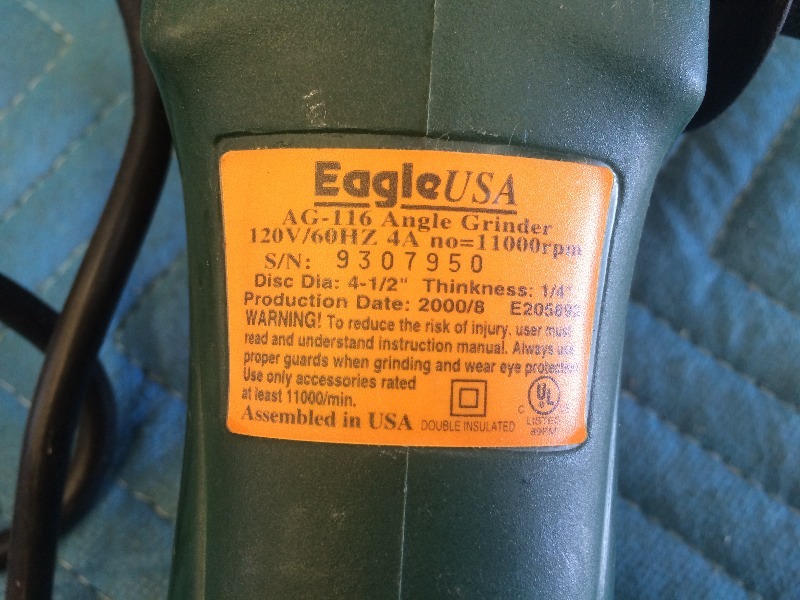 EagleUSA
AG-116 Angle Grinder
120V/60HZ 4A no=11000rpm
S/N: 9307950
Disc Dia: 4-1/2" Thinkness: 1/4"
Production Date: 2000/8 E205892
WARNING! To reduce the risk of injury, user must
read and understand instruction manual. Always use
proper guards when grinding and wear eye protection.
Use only accessories rated
at least 11000/min.
Assembled in USA
DOUBLE INSULATED
UL
C
LISTED